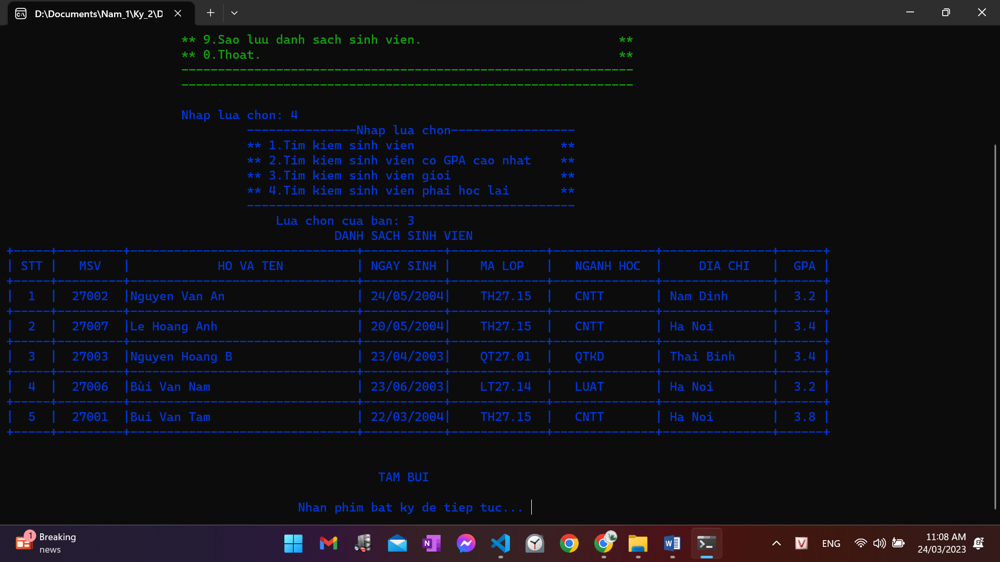 D:\Documents\Nam_1\Ky_2\D
** 9.Sao luu danh sach sinh vien. **
** 0.Thoat. **
--------------------------------------------------------------
--------------------------------------------------------------
Nhap lua chon: 4
---------------Nhap lua chon-----------------
** 1.Tim kiem sinh vien **
** 2.Tim kiem sinh vien co GPA cao nhat **
** 3.Tim kiem sinh vien gioi **
** 4.Tim kiem sinh vien phai hoc lai **
---------------------------------------------
Lua chon cua ban: 3
DANH SACH SINH VIEN
+-----+---------+-------------------------------+-----------+-------------+--------------+---------------+------+
| STT | MSV | HO VA TEN | NGAY SINH | MA LOP | NGANH HOC | DIA CHI | GPA |
+-----+---------+-------------------------------+-----------+-------------+--------------+---------------+------+
| 1 | 27002 |Nguyen Van An | 24/05/2004| TH27.15 | CNTT | Nam Dinh | 3.2 |
+-----+---------+-------------------------------+-----------+-------------+--------------+---------------+------+
| 2 | 27007 |Le Hoang Anh | 20/05/2004| TH27.15 | CNTT | Ha Noi | 3.4 |
+-----+---------+-------------------------------+-----------+-------------+--------------+---------------+------+
| 3 | 27003 |Nguyen Hoang B | 23/04/2003| QT27.01 | QTKD | Thai Binh | 3.4 |
+-----+---------+-------------------------------+-----------+-------------+--------------+---------------+------+
| 4 | 27006 |Bùi Van Nam | 23/06/2003| LT27.14 | LUAT | Ha Noi | 3.2 |
+-----+---------+-------------------------------+-----------+-------------+--------------+---------------+------+
| 5 | 27001 |Bui Van Tam | 22/03/2004| TH27.15 | CNTT | Ha Noi | 3.8 |
+-----+---------+-------------------------------+-----------+-------------+--------------+---------------+------+
TAM BUI
Nhan phim bat ky de tiep tuc...
1 Breaking
news
ENG
11:08 AM
24/03/2023